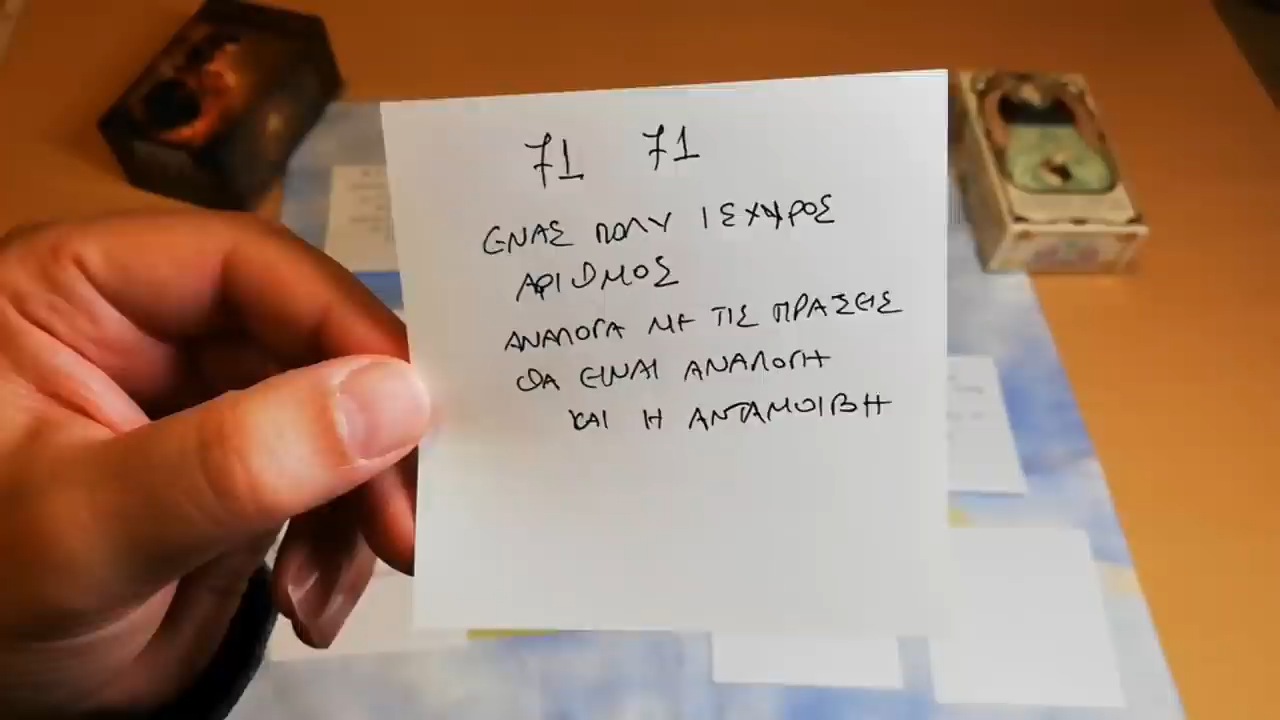 71 71
ΕΝΑΣ ΠΟΛΥ ΙΣΧΥΡΟΣ
ΑΡΙΘΜΟΣ
ΑΝΑΛΟΓΑ ΜΕ ΤΙΣ ΠΡΑΞΕΙΣ
ΘΑ ΕΙΝΑΙ ΑΝΑΛΟΓΗ
ΚΑΙ Η ΑΝΤΑΜΟΙΒΗ